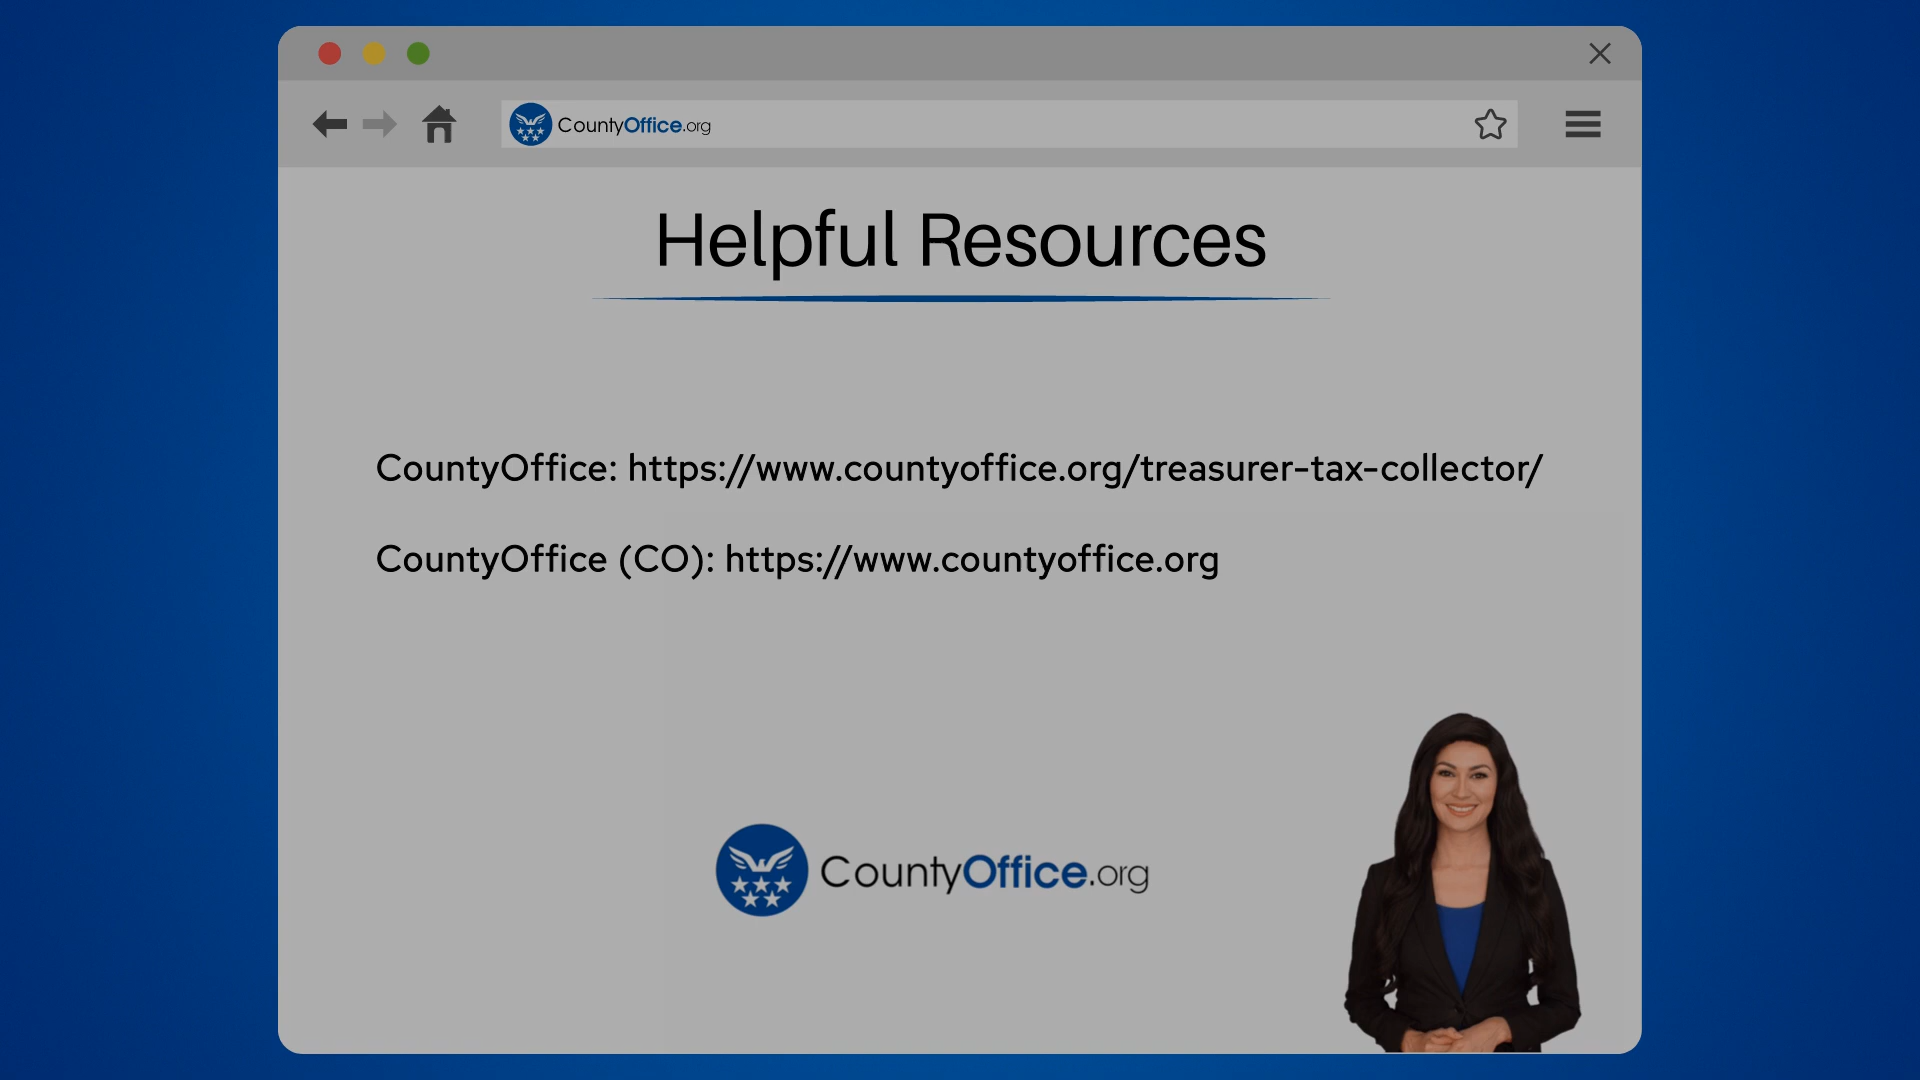 CountyOffice.org
Helpful Resources
CountyOffice: https://www.countyoffice.org/treasurer-tax-collector/
CountyOffice (CO): https://www.countyoffice.org
CountyOffice.org